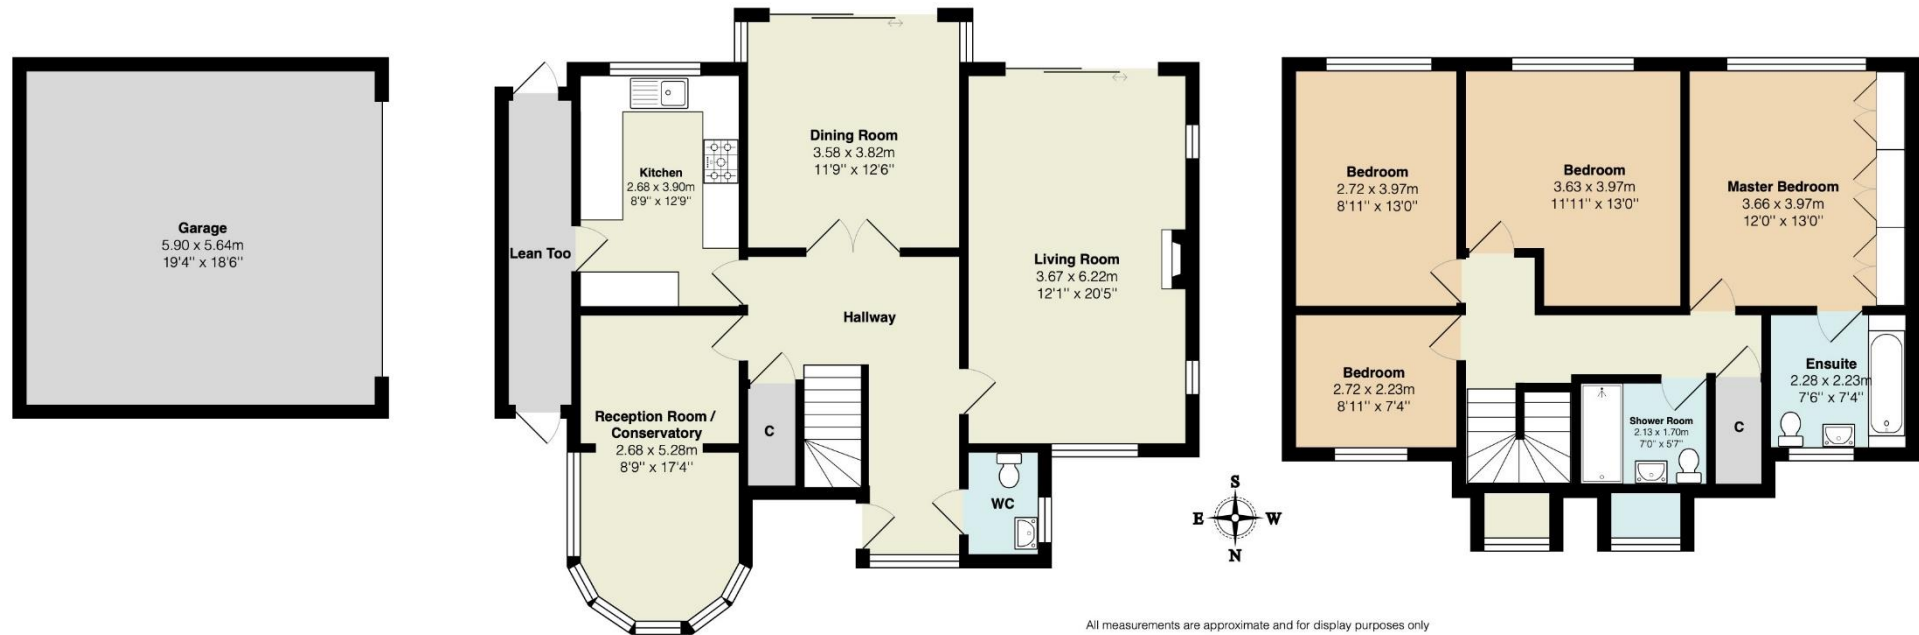 Garage
5.90 x 5.64m
19'4" x 18'6"
Lean Too
Kitchen
2.68 x 3.90m
8'9" x 12'9"
Dining Room
3.58 x 3.82m
11'9" x 12'6"
Living Room
3.67 x 6.22m
12'1" x 20'5"
Hallway
Reception Room /
Conservatory
2.68 x 5.28m
8'9" x 17'4"
C
WC
S
E
W
N
Bedroom
2.72 x 3.97m
8'11" x 13'0"
Bedroom
3.63 x 3.97m
11'11" x 13'0"
Master Bedroom
3.66 x 3.97m
12'0" x 13'0"
Bedroom
2.72 x 2.23m
8'11" x 7'4"
Shower Room
2.13 x 1.70m
7'0" x 5'7"
C
Ensuite
2.28 x 2.23m
7'6" x 7'4"
All measurements are approximate and for display purposes only